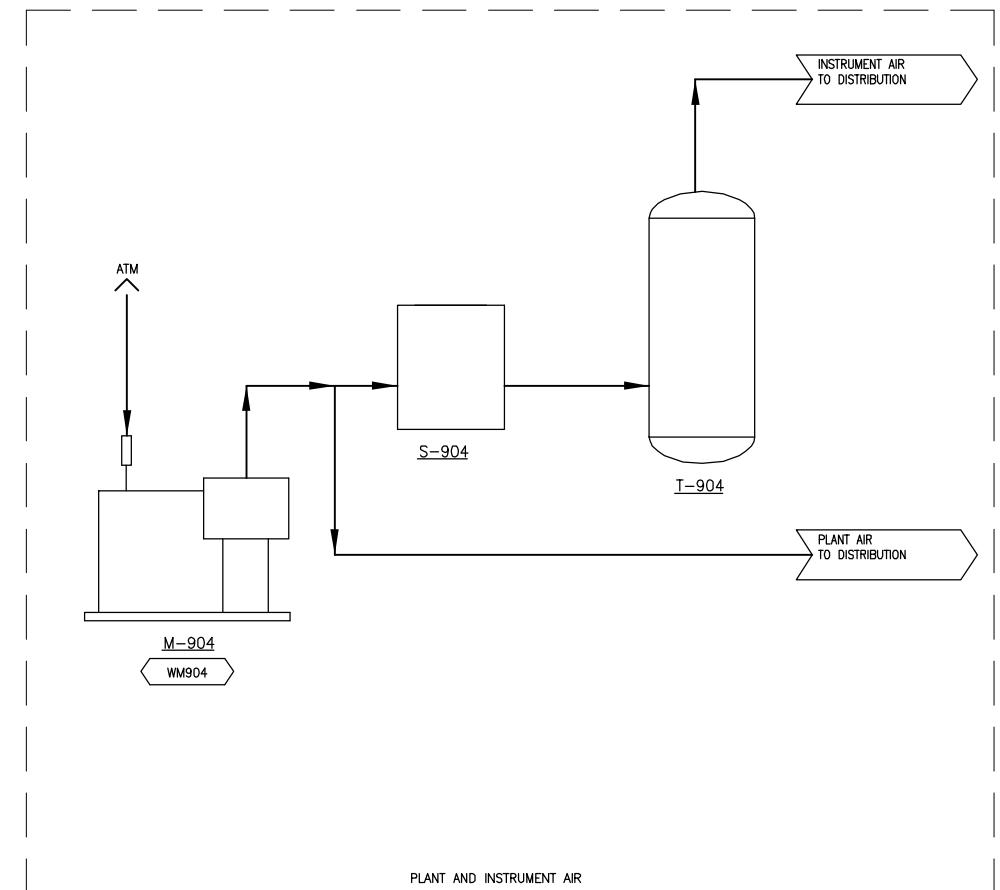 INSTRUMENT AIR
TO DISTRIBUTION
ATM
S-904
T-904
PLANT AIR
TO DISTRIBUTION
M-904
WM904
PLANT AND INSTRUMENT AIR